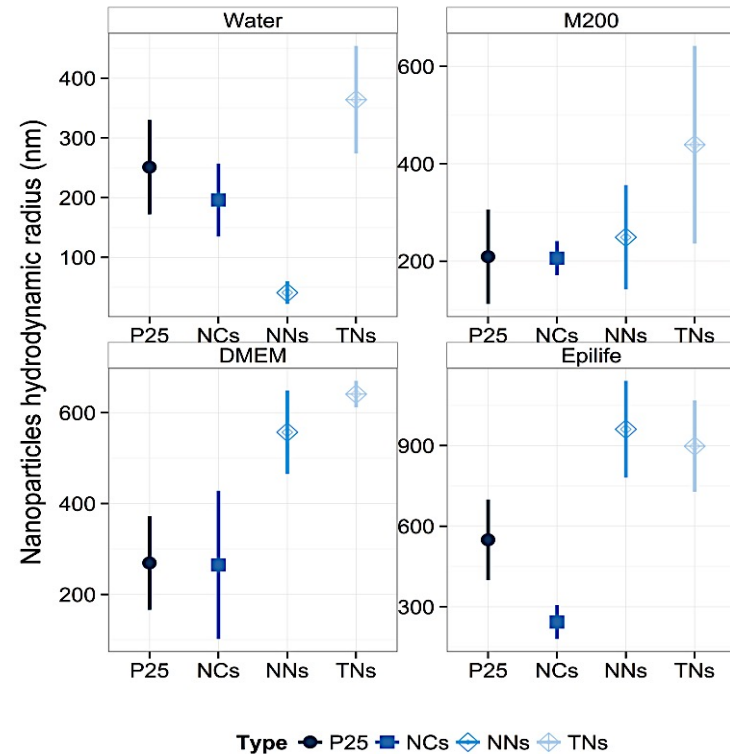 Water
M200
Nanoparticles hydrodynamic radius (nm)
400
300
200
100
600
400
200
P25 NCs NNs TNs
P25 NCs NNs TNs
DMEM
Epilife
600
400
200
900
600
300
P25 NCs NNs TNs
P25 NCs NNs TNs
Type P25 NCs NNs TNs